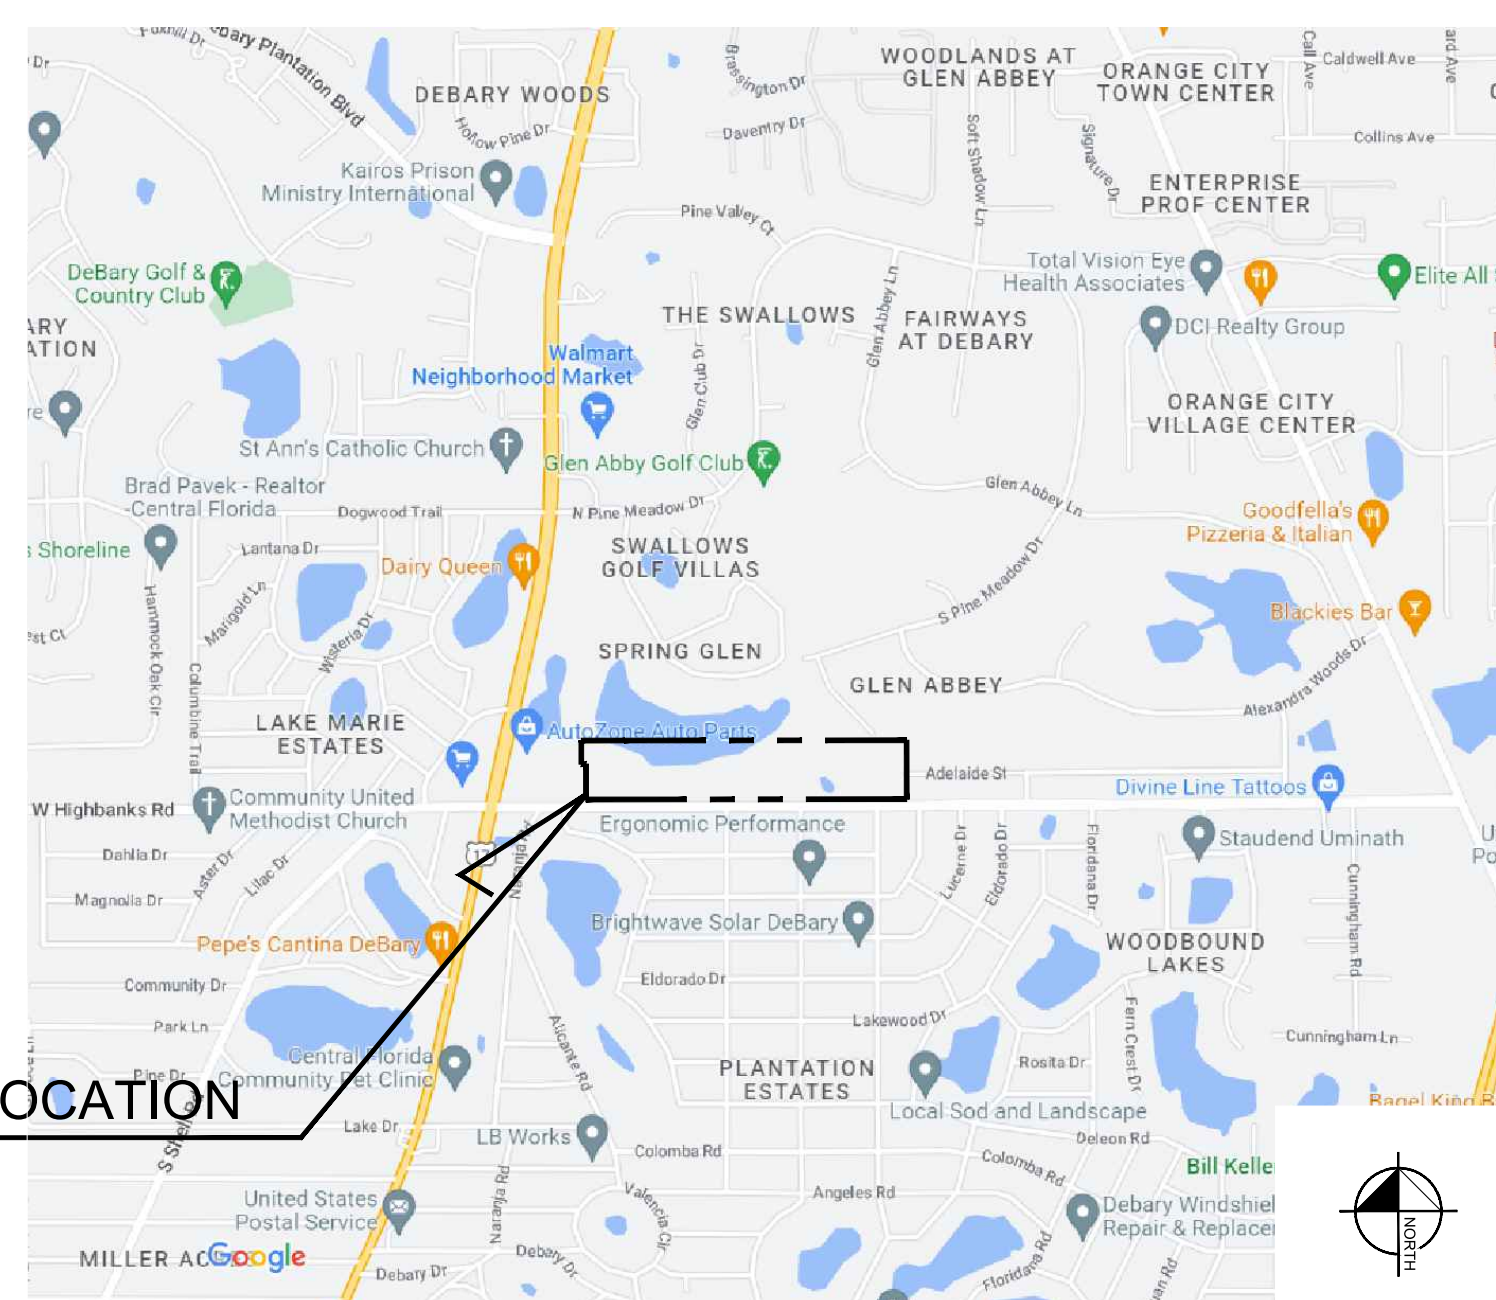 Foxhill Dr
Dr
DEBARY WOODS
Hollow Pine Dr
Brassington Dr
Daventry Dr
WOODLANDS AT
GLEN ABBEY
ORANGE CITY
TOWN CENTER
Call Ave
Caldwell Ave
Collins Ave
Kairos Prison
Ministry International
Pine Valley Ct
Soft Shadow Ln
Signature Dr
ENTERPRISE
PROF CENTER
DeBary Golf &
Country Club
Total Vision Eye
Health Associates
Elite All
THE SWALLOWS
Glen Abbey Ln
FAIRWAYS
AT DEBARY
DCI Realty Group
Walmart
Neighborhood Market
Glen Club Dr
ORANGE CITY
VILLAGE CENTER
St Ann's Catholic Church
Glen Abby Golf Club
Brad Pavek - Realtor
-Central Florida
Dogwood Trail
N Pine Meadow Dr
Glen Abbey Ln
Goodfella's
Pizzeria & Italian
Shoreline
Lantana Dr
Dairy Queen
SWALLOWS
GOLF VILLAS
S Pine Meadow Dr
Marigold Ln
Hammock Oak Cir
Wisteria Dr
Blackies Bar
SPRING GLEN
Columbine Trail
GLEN ABBEY
Alexandra Woods Dr
LAKE MARIE
ESTATES
AutoZone Auto Parts
Adelaide St
Divine Line Tattoos
W Highbanks Rd
Community United
Methodist Church
Ergonomic Performance
Staudend Uminath
17
Dahlia Dr
Aster Dr
Lilac Dr
Naranja Rd
Lucerne Dr
Eldorado Dr
Floridana Dr
Cunningham Rd
Magnolia Dr
Brightwave Solar DeBary
Pepe's Cantina DeBary
WOODBOUND
LAKES
Community Dr
Eldorado Dr
Park Ln
Alicante Rd
Lakewood Dr
Fern Crest Dr
Cunningham Ln
Central Florida
Community Pet Clinic
Pine Dr
PLANTATION
ESTATES
Rosita Dr
OCATION
Local Sod and Landscape
Bagel King
Lake Dr
LB Works
Colomba Rd
Deleon Rd
Colomba Rd
Bill Kelle
Naranja Rd
Valencia Cir
Angeles Rd
United States
Postal Service
Debary Windshiel
Repair & Replacer
Google
Debary Dr
Debary Dr
Floridana Rd
NORTH